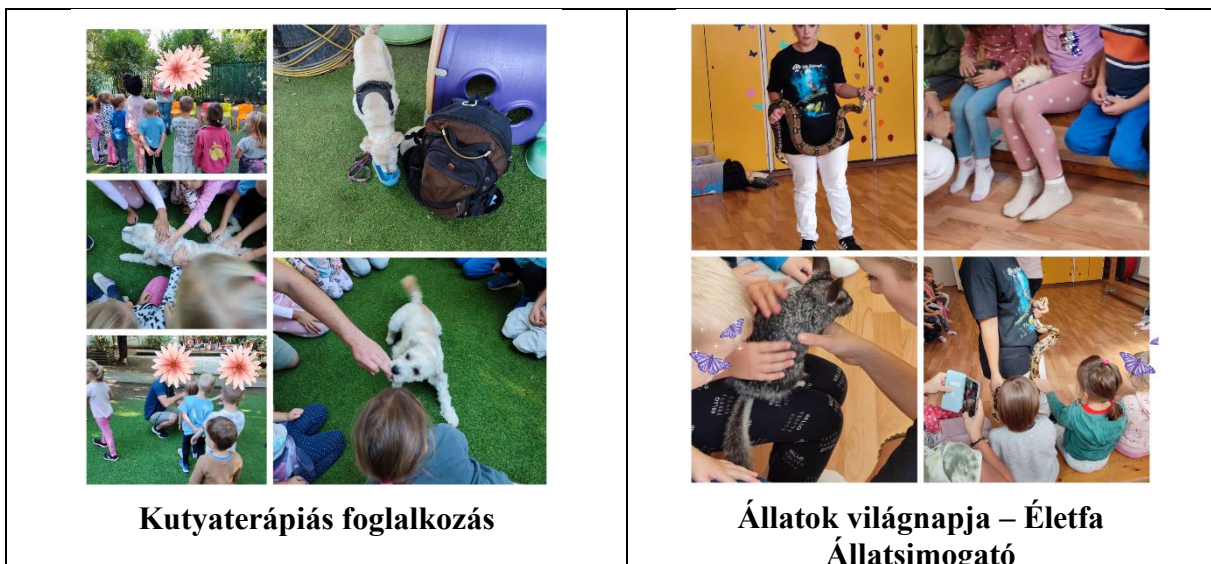 Kutyaterápiás foglalkozás
Állatok világnapja – Életfa
Állatsimogató